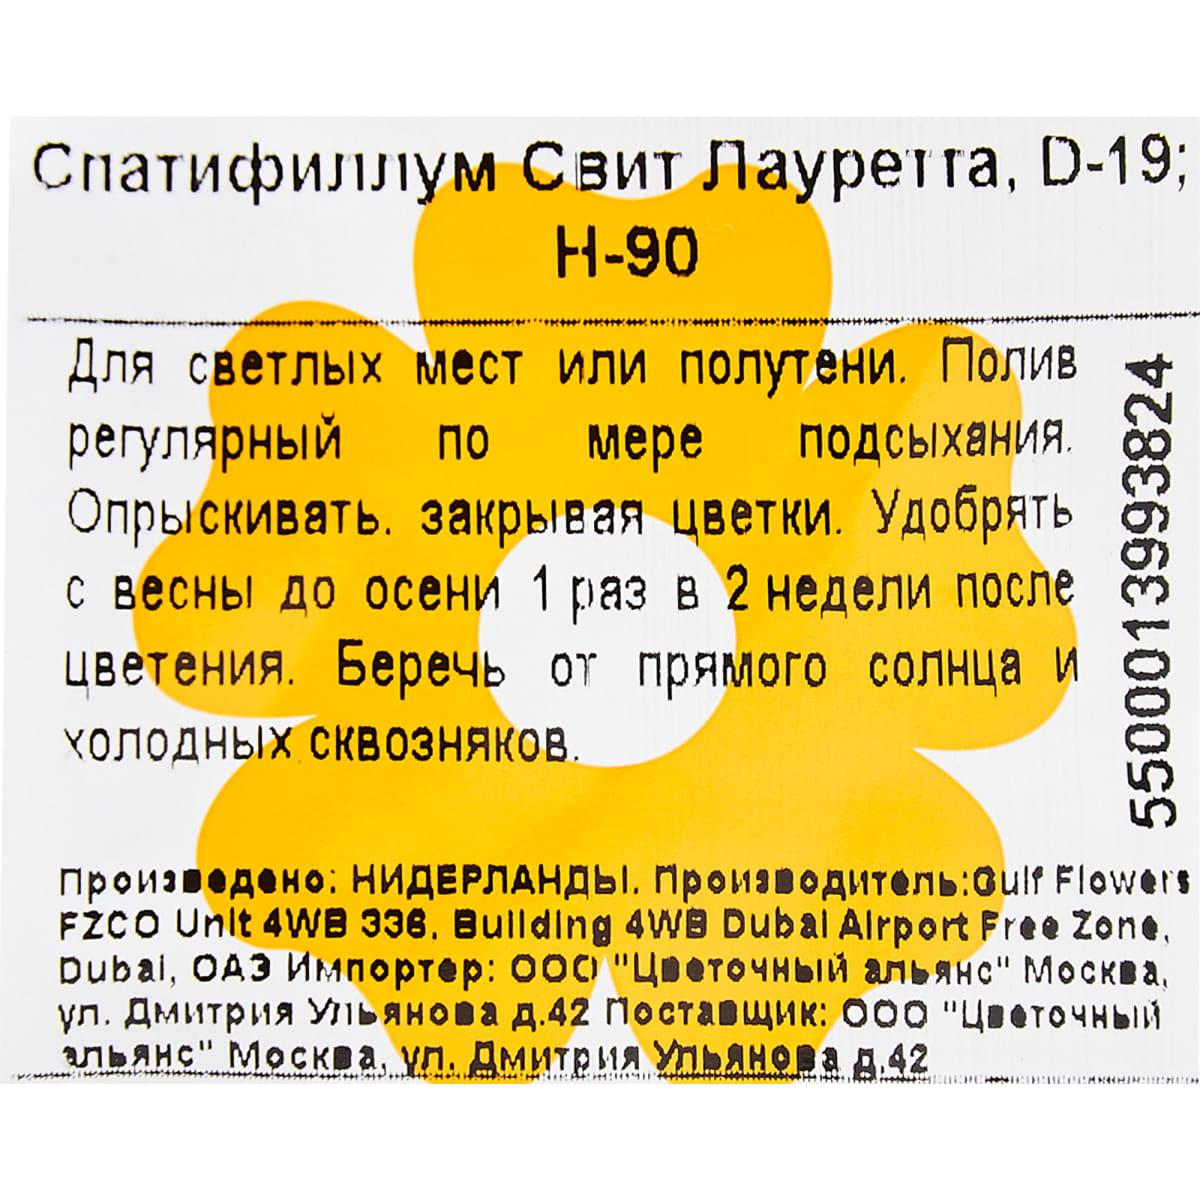 Спатифиллум Свит Лауретта, D-19;
H-90
Для светлых мест или полутени. Полив
регулярный по мере подсыхания.
Опрыскивать. закрывая цветки. Удобрять
с весны до осени 1 раз в 2 недели после
цветения. Беречь от прямого солнца и
холодных сквозняков.
5500013993824
Произведено: НИДЕРЛАНДЫ. Производитель:Gulf Flowers
FZCO Unit 4WB 336. Building 4WB Dubai Airport Free Zone,
Dubai, ОАЭ Импортер: ООО "Цветочный альянс" Москва,
ул. Дмитрия Ульянова д.42 Поставщик: ООО "Цветочный
альянс" Москва, ул. Дмитрия Ульянова д.42